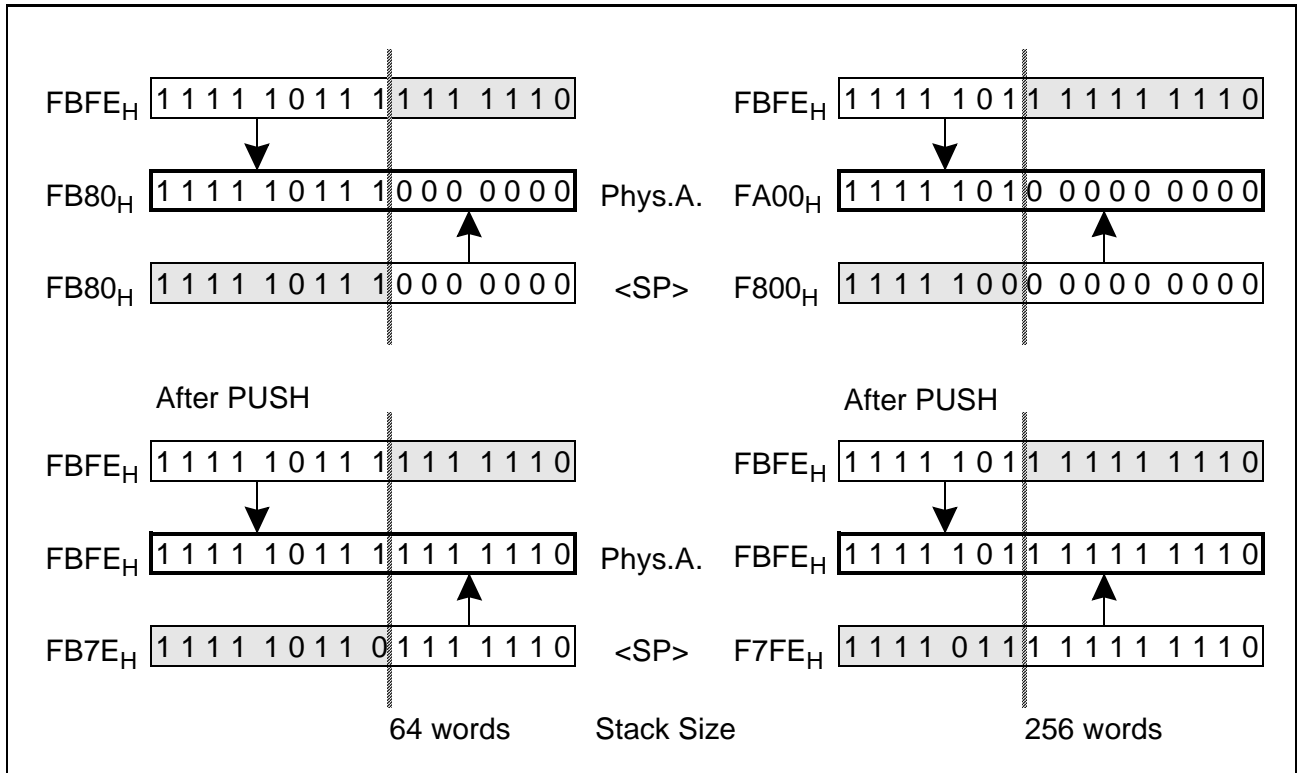 FBFEH 1111 1011 1111 1110 FBFEH 1111 1011 1111 1110
FB80H 1111 1011 1000 0000 Phys.A. FA00H 1111 1010 0000 0000
FB80H 1111 1011 1000 0000 <SP> F800H 1111 1000 0000 0000
After PUSH After PUSH
FBFEH 1111 1011 1111 1110 FBFEH 1111 1011 1111 1110
FBFEH 1111 1011 1111 1110 Phys.A. FBFEH 1111 1011 1111 1110
FB7EH 1111 1011 0111 1110 <SP> F7FEH 1111 0111 1111 1110
64 words Stack Size 256 words